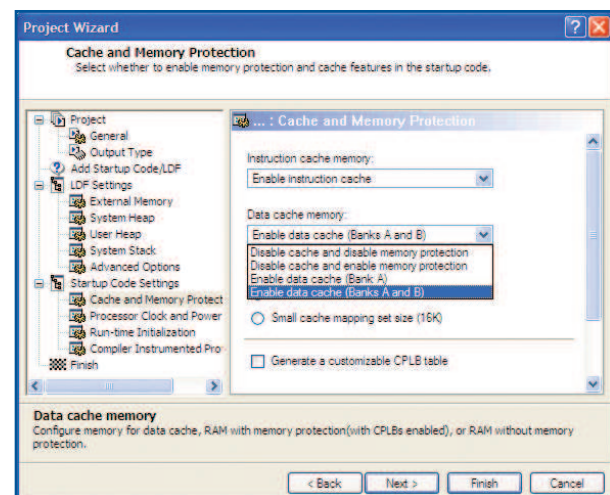 Project Wizard
Cache and Memory Protection
Select whether to enable memory protection and cache features in the startup code.
Project
General
Output Type
Add Startup Code/LDF
LDF Settings
External Memory
System Heap
User Heap
System Stack
Advanced Options
Startup Code Settings
Cache and Memory Protect
Processor Clock and Power
Run-time Initialization
Compiler Instrumented Pro
Finish
... : Cache and Memory Protection
Instruction cache memory:
Enable instruction cache
Data cache memory:
Enable data cache (Banks A and B)
Disable cache and disable memory protection
Disable cache and enable memory protection
Enable data cache (Bank A)
Enable data cache (Banks A and B)
Small cache mapping set size (16K)
Generate a customizable CPLB table
Data cache memory
Configure memory for data cache, RAM with memory protection(with CPLBs enabled), or RAM without memory
protection.
< Back
Next >
Finish
Cancel